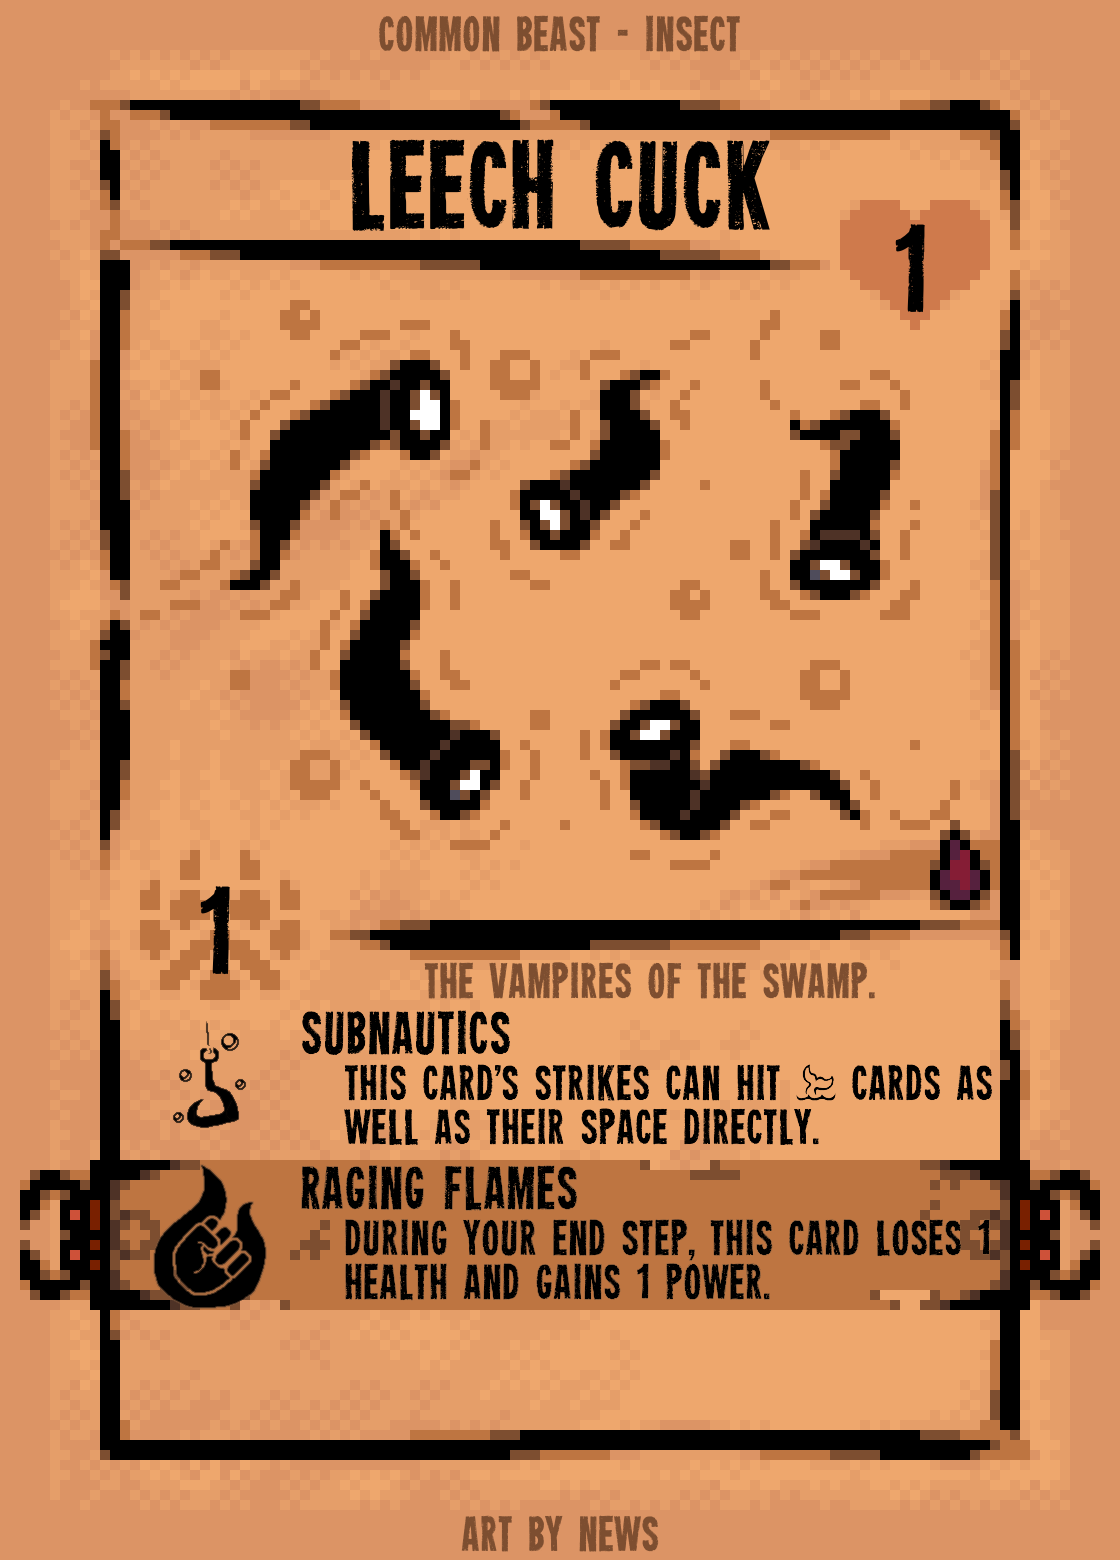 COMMON BEAST - INSECT
LEECH CUCK
1
1
THE VAMPIRES OF THE SWAMP.
SUBNAUTICS
THIS CARD'S STRIKES CAN HIT CARDS AS
WELL AS THEIR SPACE DIRECTLY.
RAGING FLAMES
DURING YOUR END STEP, THIS CARD LOSES 1
HEALTH AND GAINS 1 POWER.
ART BY NEWS